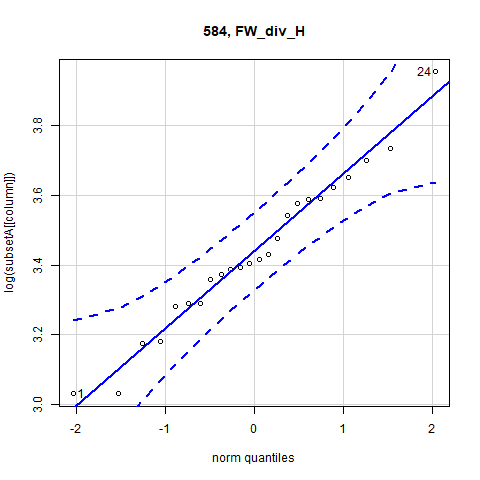 584, FW_div_H
log(subsetA[[column]])
3.8
3.6
3.4
3.2
3.0
24
1
-2 -1 0 1 2
norm quantiles